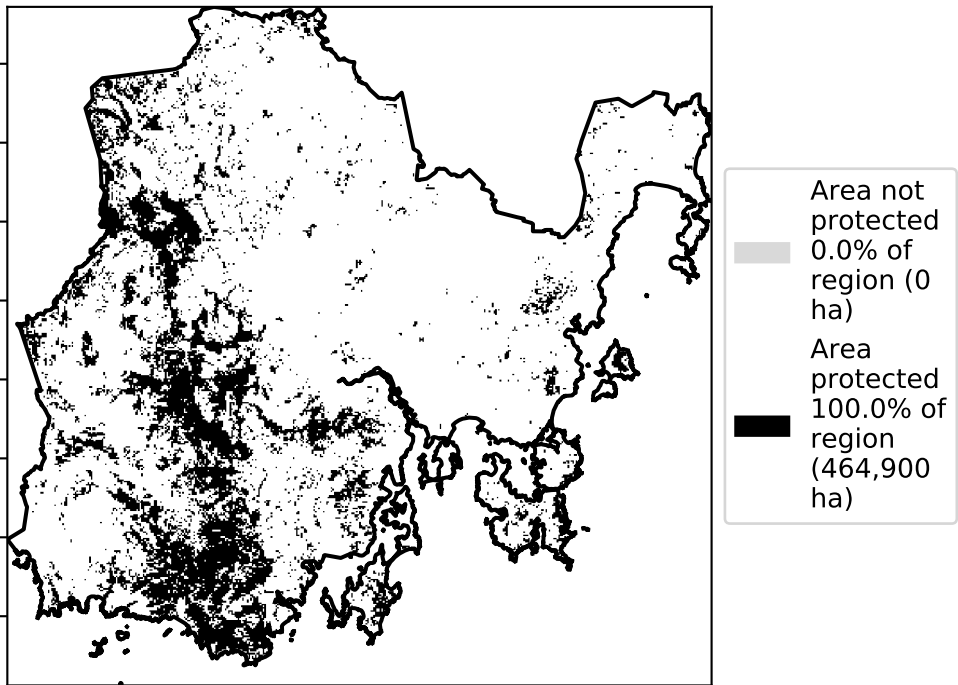 Area not
protected
0.0% of
region (0
ha)
Area
protected
100.0% of
region
(464,900
ha)